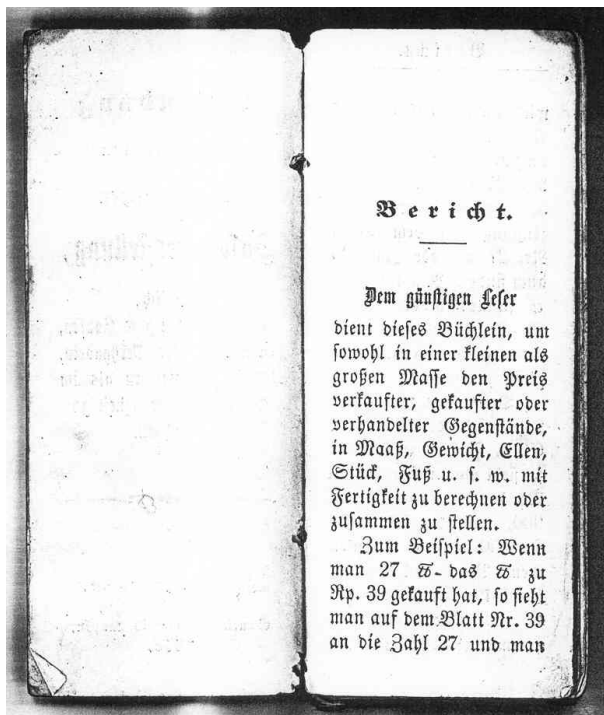 Bericht.
Dem günstigen Leser
dient dieses Büchlein, um
sowohl in einer kleinen als
großen Masse den Preis
verkaufter, gekaufter oder
verhandelter Gegenstände,
in Maaß, Gewicht, Ellen,
Stück, Fuß u. s. w. mit
Fertigkeit zu berechnen oder
zusammen zu stellen.
Zum Beispiel: Wenn
man 27 ℔. das ℔ zu
Rp. 39 gekauft hat, so sieht
man auf dem Blatt Nr. 39
an die Zahl 27 und man